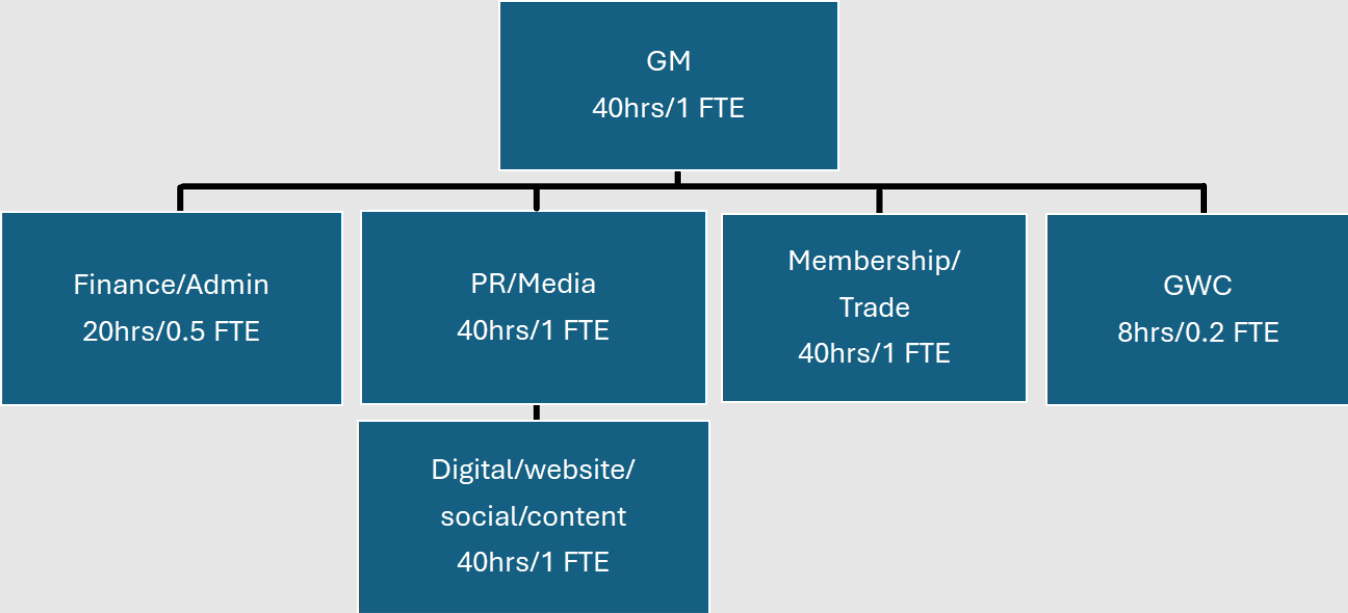 GM
40hrs/1 FTE
Finance/Admin
20hrs/0.5 FTE
PR/Media
40hrs/1 FTE
Membership/
Trade
40hrs/1 FTE
GWC
8hrs/0.2 FTE
Digital/website/
social/content
40hrs/1 FTE